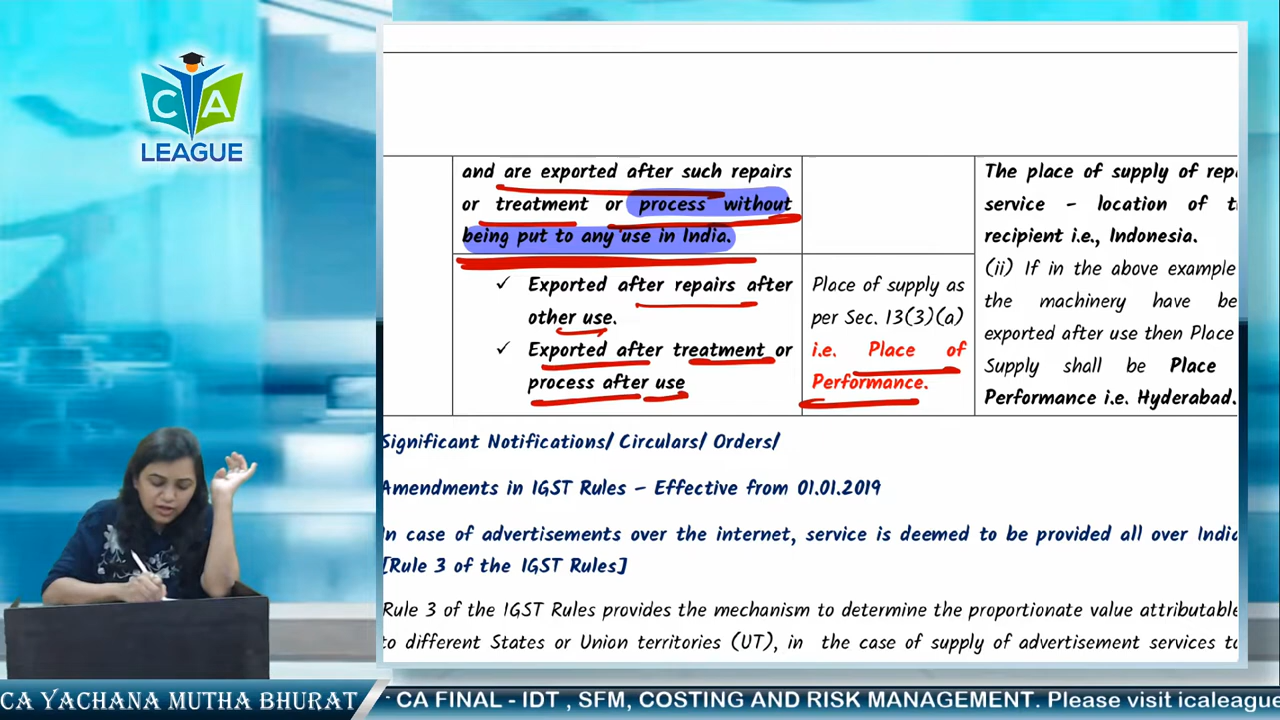 CA
LEAGUE
and are exported after such repairs
or treatment or process without
being put to any use in India.
✓ Exported after repairs after
other use.
✓ Exported after treatment or
process after use
Place of supply as
per Sec. 13(3)(a)
i.e. Place of
Performance.
The place of supply of rep
service – location of t
recipient i.e., Indonesia.
(ii) If in the above example
the machinery have be
exported after use then Place
Supply shall be Place
Performance i.e. Hyderabad.
Significant Notifications/ Circulars/ Orders/
Amendments in IGST Rules – Effective from 01.01.2019
In case of advertisements over the internet, service is deemed to be provided all over India
[Rule 3 of the IGST Rules]
Rule 3 of the IGST Rules provides the mechanism to determine the proportionate value attributable
to different States or Union territories (UT), in the case of supply of advertisement services to
CA YACHANA MUTHA BHURAT
CA FINAL - IDT , SFM, COSTING AND RISK MANAGEMENT. Please visit icaleague